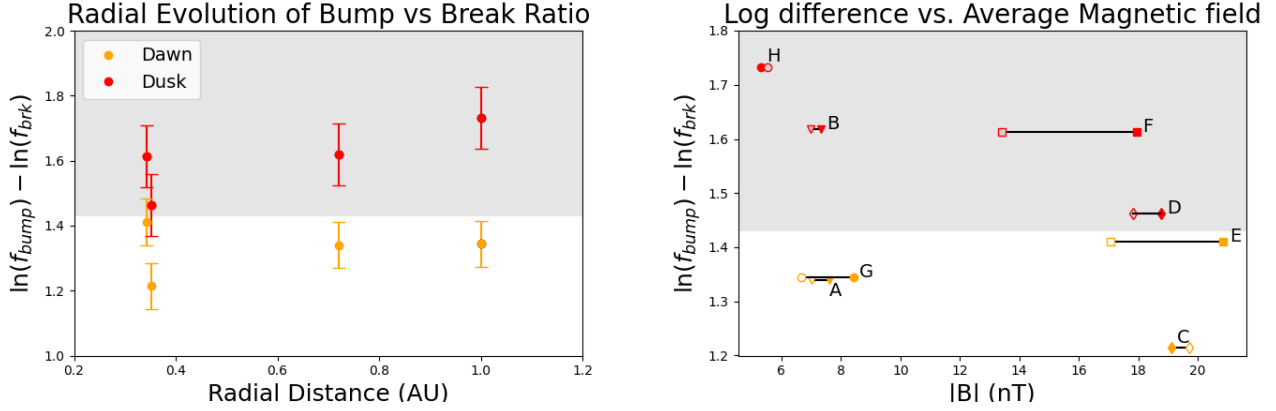 Radial Evolution of Bump vs Break Ratio
ln(f_bump) − ln(f_brk)
2.0
1.8
1.6
1.4
1.2
1.0
Dawn
Dusk
0.2 0.4 0.6 0.8 1.0 1.2
Radial Distance (AU)
Log difference vs. Average Magnetic field
ln(f_bump) − ln(f_brk)
1.8
1.7
1.6
1.5
1.4
1.3
1.2
H
B
F
D
E
G
A
C
6 8 10 12 14 16 18 20
|B| (nT)